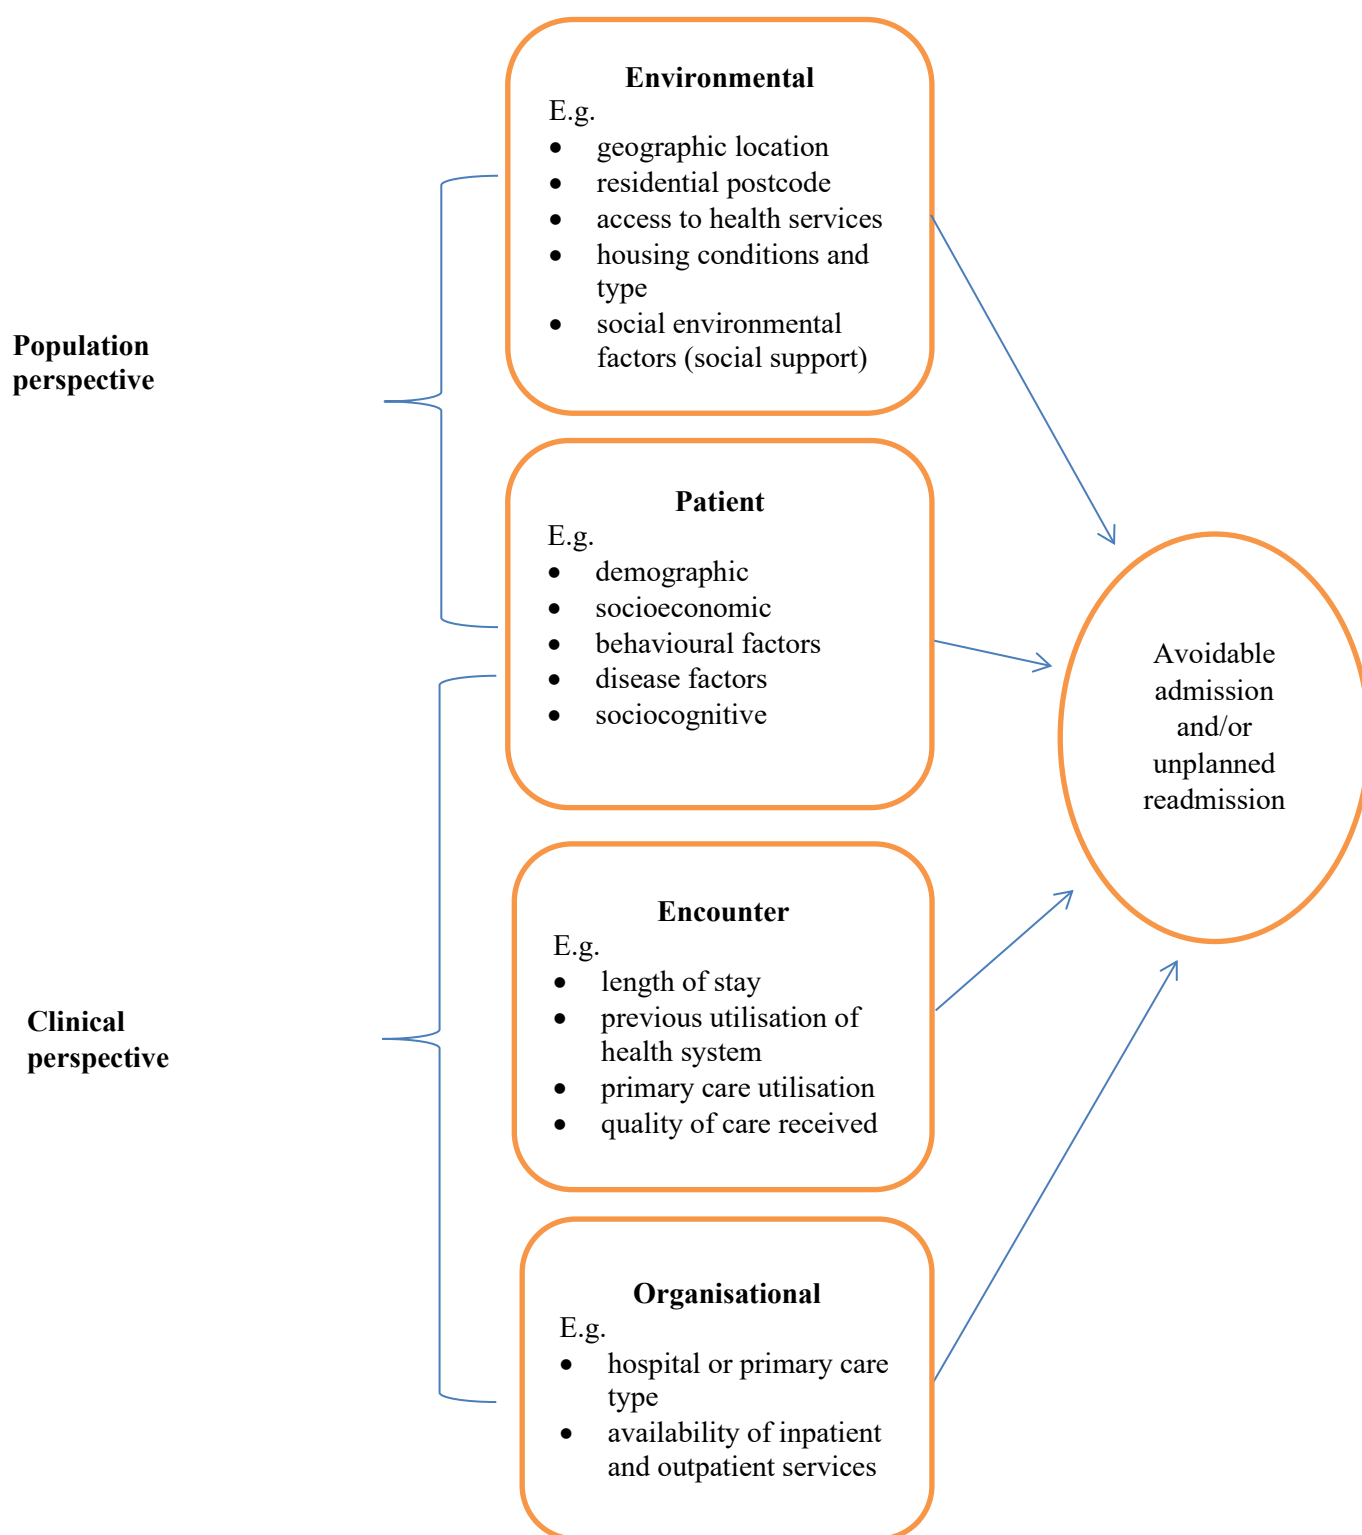 Environmental
E.g.
• geographic location
• residential postcode
• access to health services
• housing conditions and
type
• social environmental
factors (social support)
Population
perspective
Patient
E.g.
• demographic
• socioeconomic
• behavioural factors
• disease factors
• sociocognitive
Avoidable
admission
and/or
unplanned
readmission
Encounter
E.g.
• length of stay
• previous utilisation of
health system
• primary care utilisation
• quality of care received
Clinical
perspective
Organisational
E.g.
• hospital or primary care
type
• availability of inpatient
and outpatient services